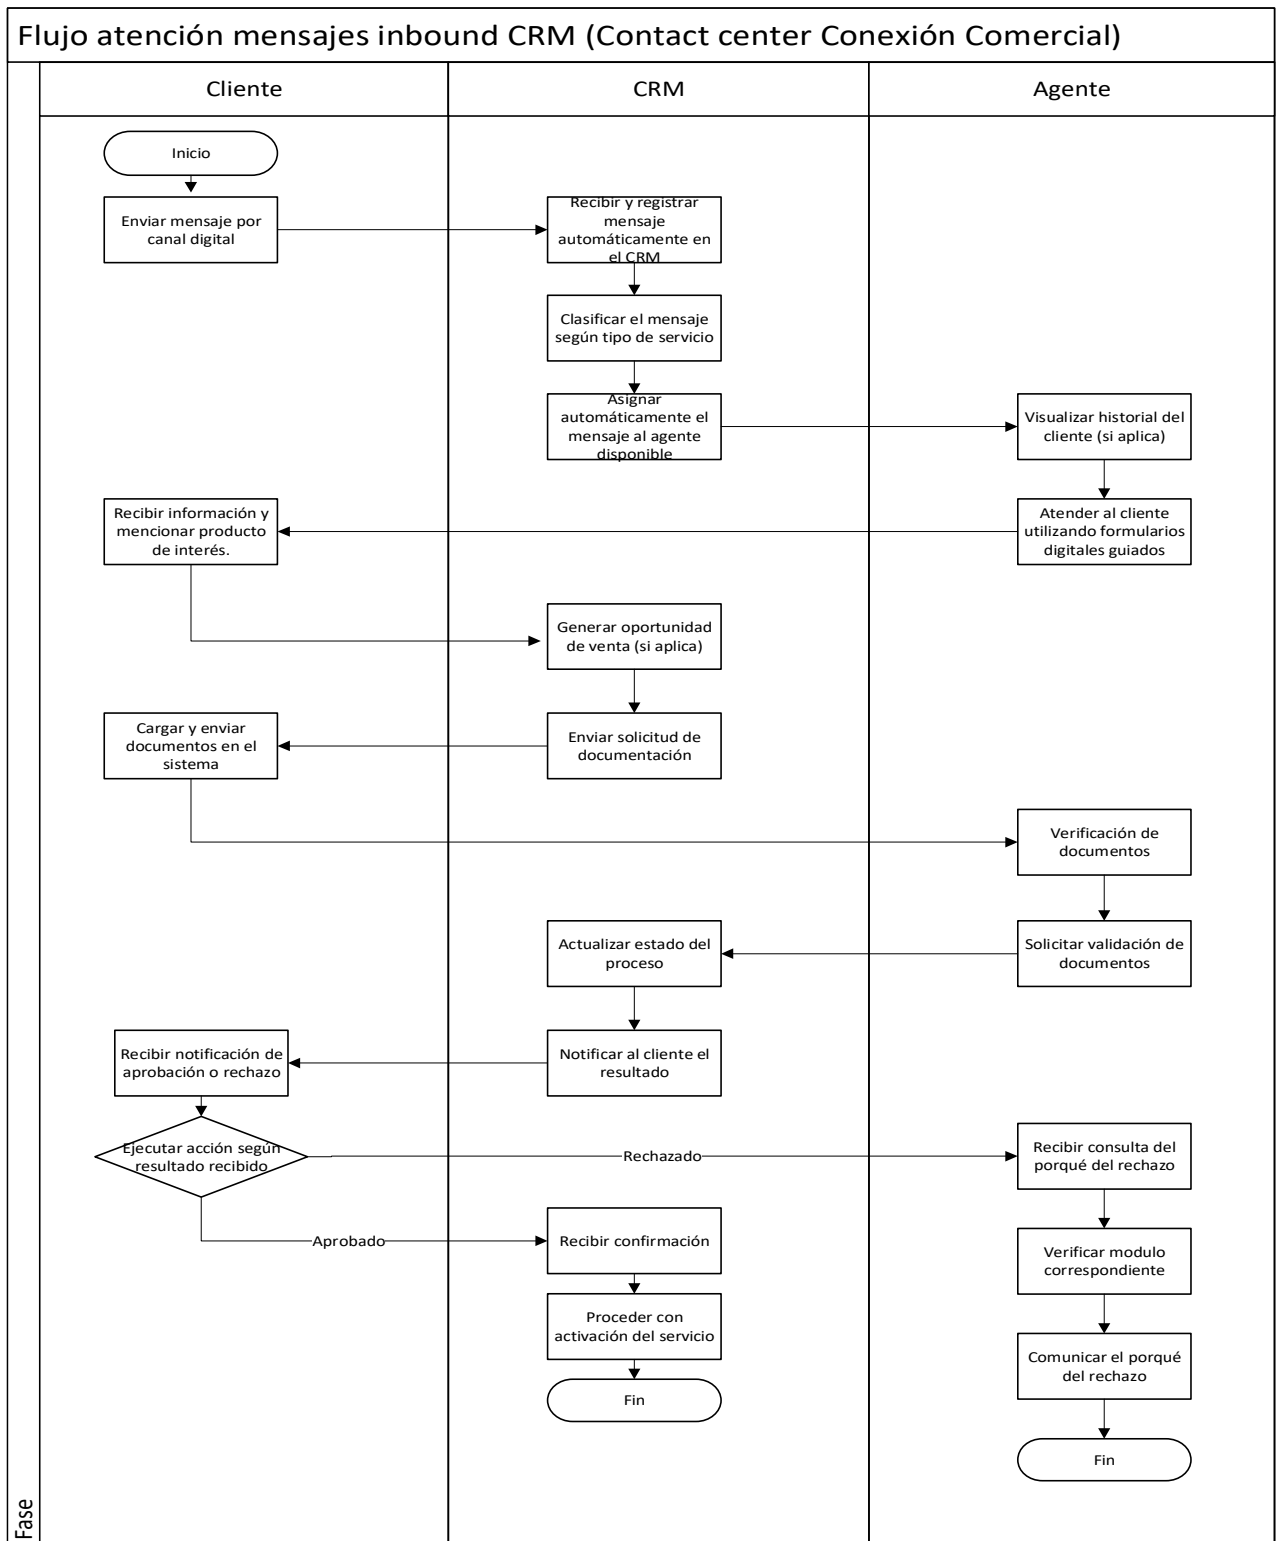 Flujo atención mensajes inbound CRM (Contact center Conexión Comercial)
Cliente
CRM
Agente
Inicio
Enviar mensaje por
canal digital
Recibir y registrar
mensaje
automáticamente en
el CRM
Clasificar el mensaje
según tipo de servicio
Asignar
automáticamente el
mensaje al agente
disponible
Visualizar historial del
cliente (si aplica)
Recibir información y
mencionar producto
de interés.
Atender al cliente
utilizando formularios
digitales guiados
Generar oportunidad
de venta (si aplica)
Cargar y enviar
documentos en el
sistema
Enviar solicitud de
documentación
Verificación de
documentos
Actualizar estado del
proceso
Solicitar validación de
documentos
Recibir notificación de
aprobación o rechazo
Notificar al cliente el
resultado
Ejecutar acción según
resultado recibido
Rechazado
Recibir consulta del
porqué del rechazo
Aprobado
Recibir confirmación
Verificar modulo
correspondiente
Proceder con
activación del servicio
Comunicar el porqué
del rechazo
Fin
Fin
Fase